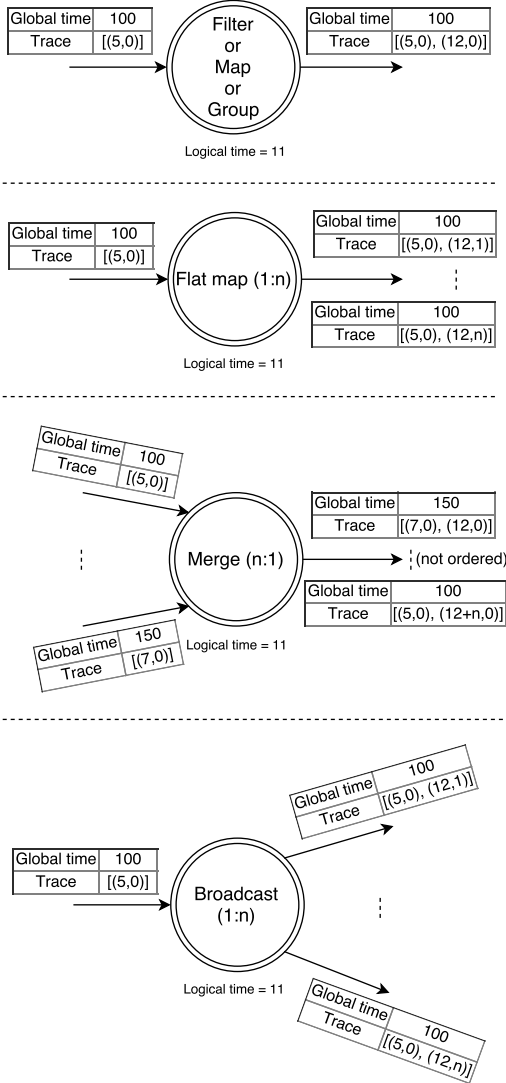 Global time 100
Trace [(5,0)]
Filter
or
Map
or
Group
Global time 100
Trace [(5,0), (12,0)]
Logical time = 11
Global time 100
Trace [(5,0)]
Flat map (1:n)
Global time 100
Trace [(5,0), (12,1)]
Global time 100
Trace [(5,0), (12,n)]
Logical time = 11
Global time 100
Trace [(5,0)]
Merge (n:1)
Global time 150
Trace [(7,0), (12,0)]
(not ordered)
Global time 100
Trace [(5,0), (12+n,0)]
Global time 150
Trace [(7,0)]
Logical time = 11
Global time 100
Trace [(5,0), (12,1)]
Global time 100
Trace [(5,0)]
Broadcast
(1:n)
Logical time = 11
Global time 100
Trace [(5,0), (12,n)]